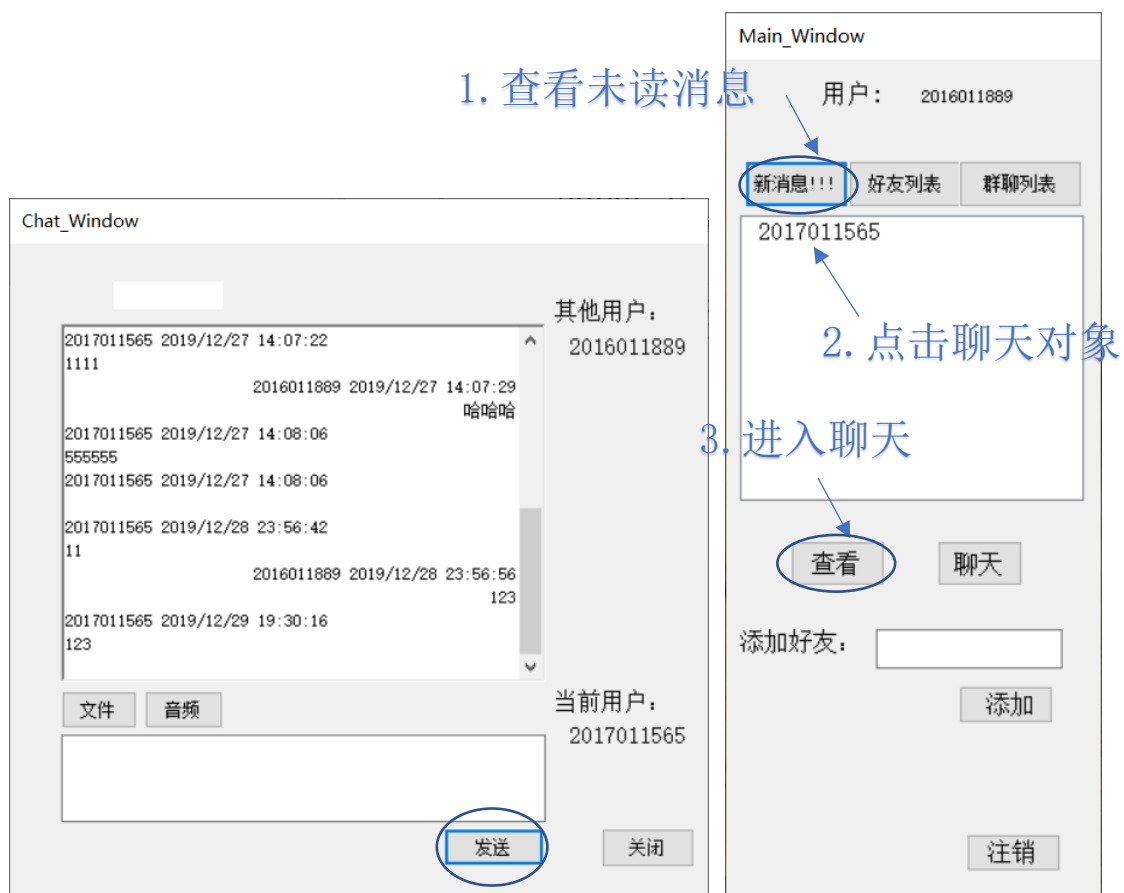 Main_Window
用户：
2016011889
1. 查看未读消息
新消息!!!
好友列表
群聊列表
2017011565
2. 点击聊天对象
3. 进入聊天
查看
聊天
添加好友：
添加
注销
Chat_Window
2017011565 2019/12/27 14:07:22
1111
2016011889 2019/12/27 14:07:29
哈哈哈
2017011565 2019/12/27 14:08:06
555555
2017011565 2019/12/27 14:08:06
2017011565 2019/12/28 23:56:42
11
2016011889 2019/12/28 23:56:56
123
2017011565 2019/12/29 19:30:16
123
其他用户：
2016011889
文件
音频
当前用户：
2017011565
发送
关闭